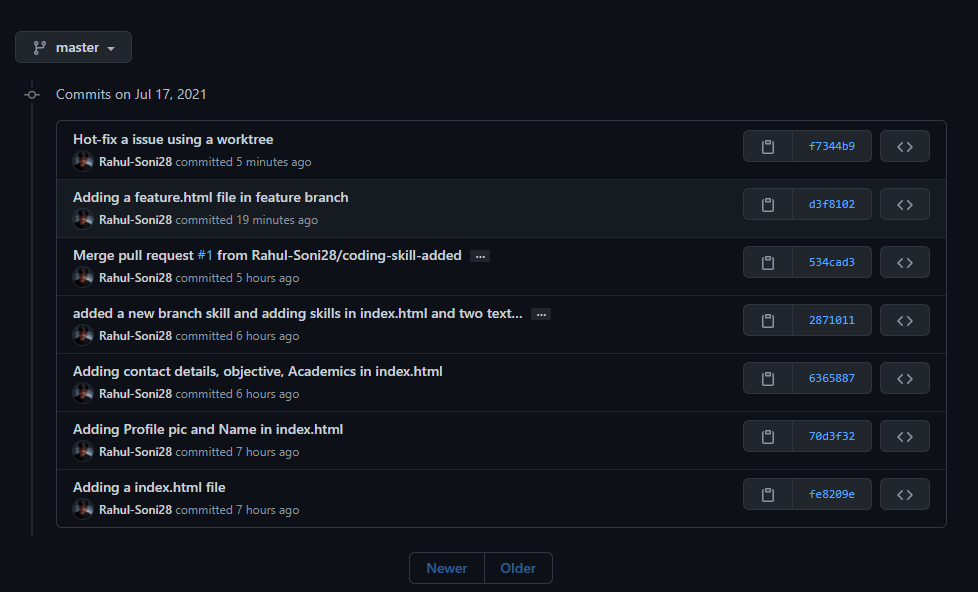 master
Commits on Jul 17, 2021
Hot-fix a issue using a worktree
Rahul-Soni28 committed 5 minutes ago
f7344b9
Adding a feature.html file in feature branch
Rahul-Soni28 committed 19 minutes ago
d3f8102
Merge pull request #1 from Rahul-Soni28/coding-skill-added ...
Rahul-Soni28 committed 5 hours ago
534cad3
added a new branch skill and adding skills in index.html and two text... ...
Rahul-Soni28 committed 6 hours ago
2871011
Adding contact details, objective, Academics in index.html
Rahul-Soni28 committed 6 hours ago
6365887
Adding Profile pic and Name in index.html
Rahul-Soni28 committed 7 hours ago
70d3f32
Adding a index.html file
Rahul-Soni28 committed 7 hours ago
fe8209e
Newer Older